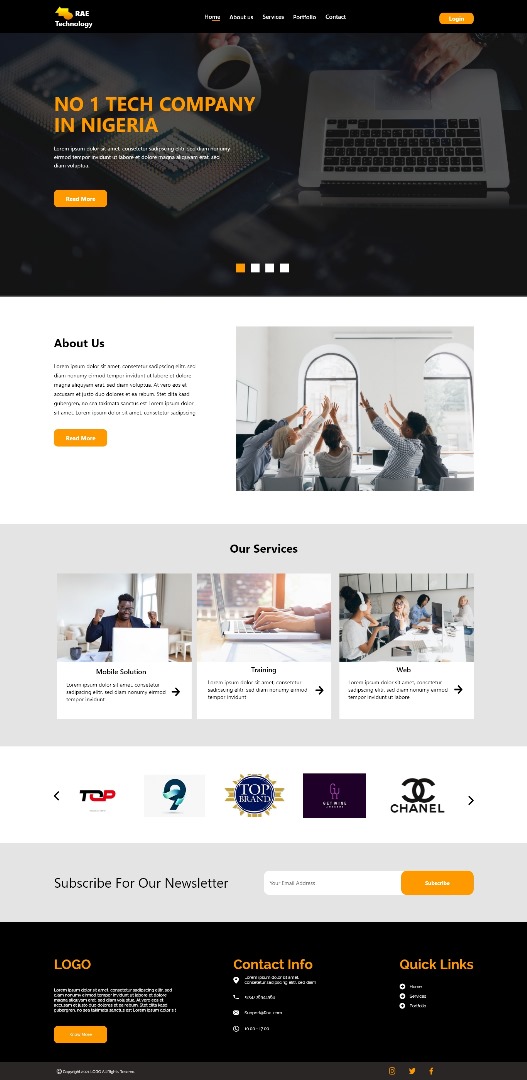 RAE
Technology
Home About us Services Portfolio Contact
Login
NO 1 TECH COMPANY
IN NIGERIA
Lorem ipsum dolor sit amet, consetetur sadipscing elitr, sed diam nonumy
eirmod tempor invidunt ut labore et dolore magna aliquyam erat, sed
diam voluptua.
Read More
About Us
Lorem ipsum dolor sit amet, consetetur sadipscing elitr, sed
diam nonumy eirmod tempor invidunt ut labore et dolore
magna aliquyam erat, sed diam voluptua. At vero eos et
accusam et justo duo dolores et ea rebum. Stet clita kasd
gubergren, no sea takimata sanctus est Lorem ipsum dolor
sit amet. Lorem ipsum dolor sit amet, consetetur sadipscing
Read More
Our Services
Mobile Solution
Lorem ipsum dolor sit amet, consetetur
sadipscing elitr, sed diam nonumy eirmod
tempor invidunt
Training
Lorem ipsum dolor sit amet, consetetur
sadipscing elitr, sed diam nonumy eirmod
tempor invidunt
Web
Lorem ipsum dolor sit amet, consetetur
sadipscing elitr, sed diam nonumy eirmod
tempor invidunt ut labore
TOP
TOP
BRAND
GETWINE
CHANEL
Subscribe For Our Newsletter
Your Email Address
Subscribe
LOGO
Lorem ipsum dolor sit amet, consetetur sadipscing elitr, sed
diam nonumy eirmod tempor invidunt ut labore et dolore
magna aliquyam erat, sed diam voluptua. At vero eos et
accusam et justo duo dolores et ea rebum. Stet clita kasd
gubergren, no sea takimata sanctus est Lorem ipsum dolor s
Contact Info
Lorem ipsum dolor sit amet,
consetetur sadipscing elitr, sed diam
10:00 - 17:00
Quick Links
Home
Services
Portfolio